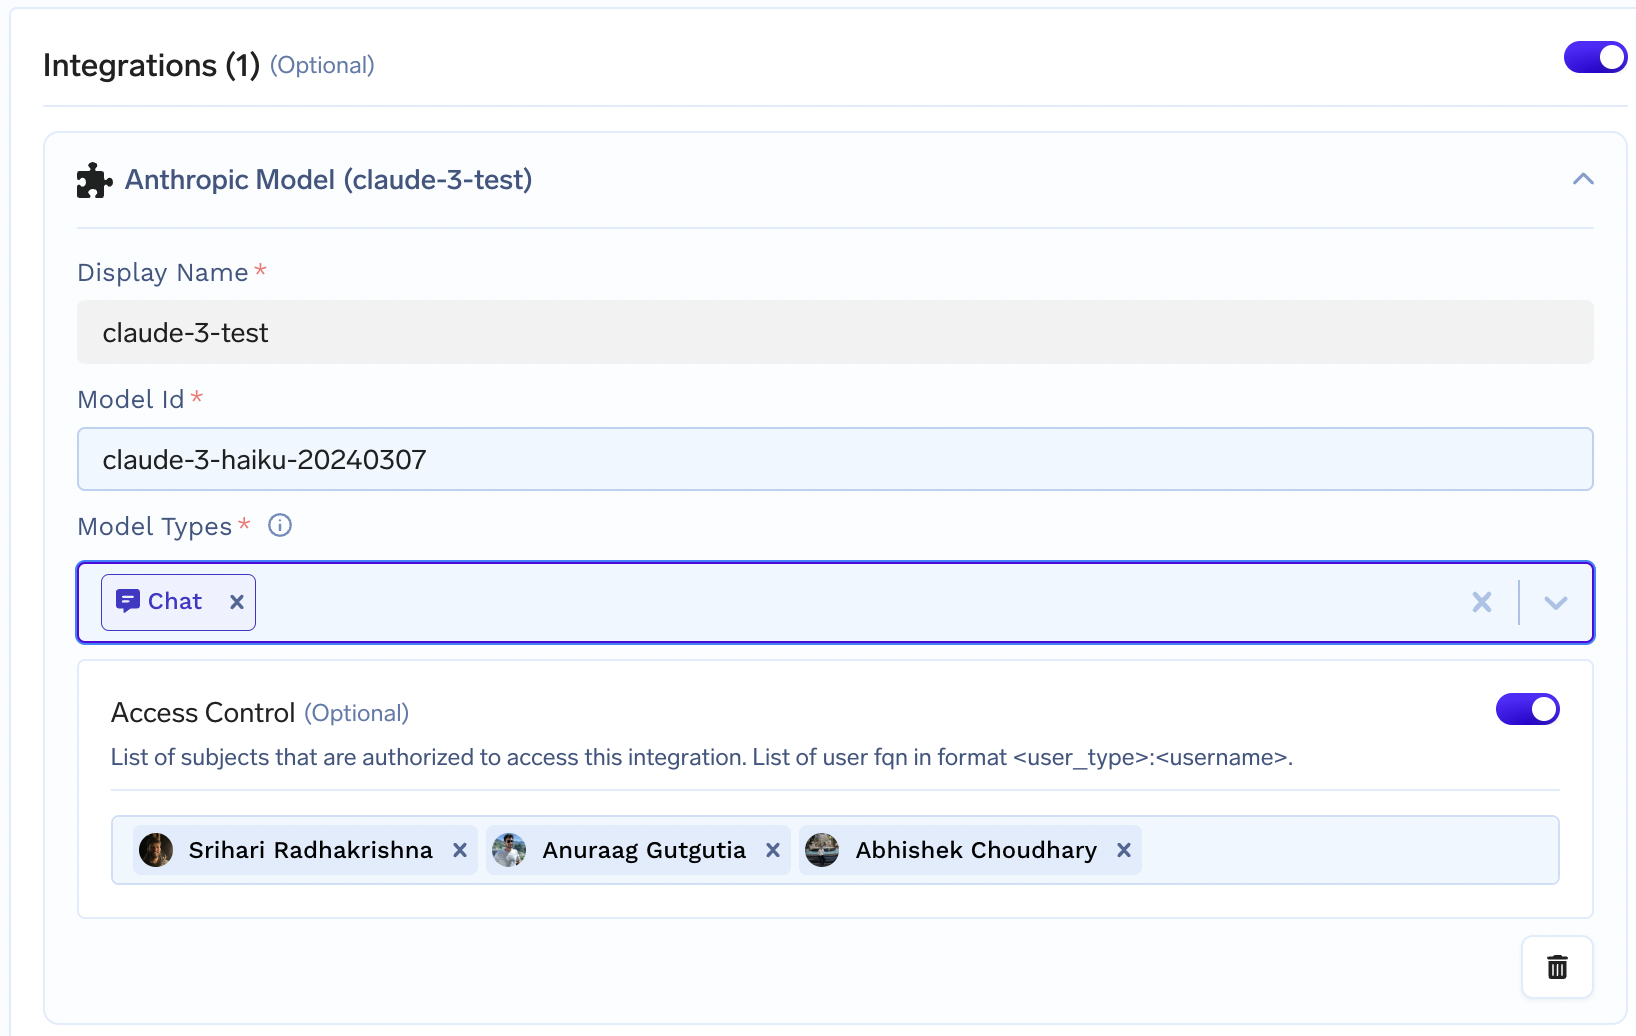 Integrations (1) (Optional)
Anthropic Model (claude-3-test)
Display Name *
claude-3-test
Model Id *
claude-3-haiku-20240307
Model Types *
Chat
Access Control (Optional)
List of subjects that are authorized to access this integration. List of user fqn in format <user_type>:<username>.
Srihari Radhakrishna Anuraag Gutgutia Abhishek Choudhary